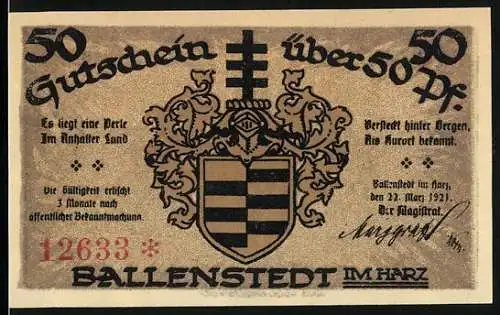 50 50
Gutschein über 50 Pf.
Es liegt eine Perle
Im Anhalter Land
Versteckt hinter Bergen,
Als Kurort bekannt.
Die Gültigkeit erlischt
3 Monate nach
öffentlicher Bekanntmachung.
Ballenstedt im Harz,
den 22. März 1921.
Der Magistrat.
12633 *
BALLENSTEDT IM HARZ